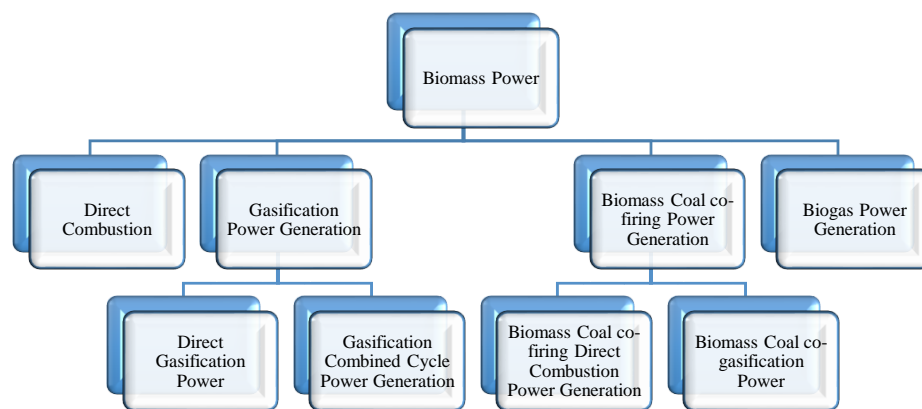 Biomass Power
Direct
Combustion
Gasification
Power Generation
Biomass Coal co-
firing Power
Generation
Biogas Power
Generation
Direct
Gasification
Power
Gasification
Combined Cycle
Power Generation
Biomass Coal co-
firing Direct
Combustion
Power Generation
Biomass Coal co-
gasification
Power